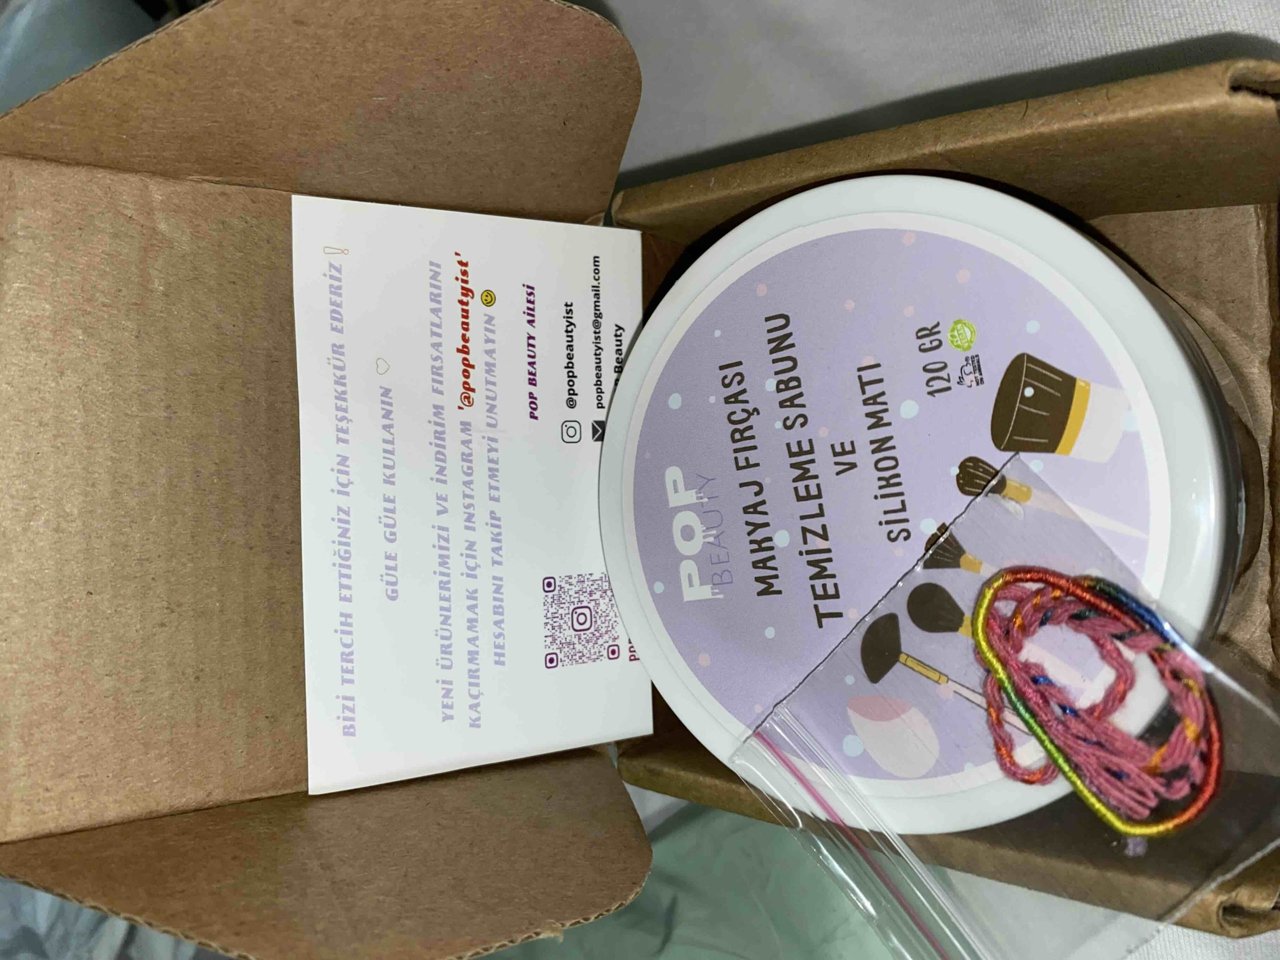 BİZİ TERCİH ETTİĞİNİZ İÇİN TEŞEKKÜR EDERİZ
GÜLE GÜLE KULLANIN
YENİ ÜRÜNLERİMİZİ VE İNDİRİM FIRSATLARINI
KAÇIRMAMAK İÇİN INSTAGRAM '@popbeautyist'
HESABINI TAKİP ETMEYİ UNUTMAYIN
POP BEAUTY AİLESİ
@popbeautyist
popbeautyist@gmail.com
Beauty
POP
BEAUTY
MAKYAJ FIRÇASI
TEMİZLEME SABUNU
VE
SİLİKON MATI
120 GR